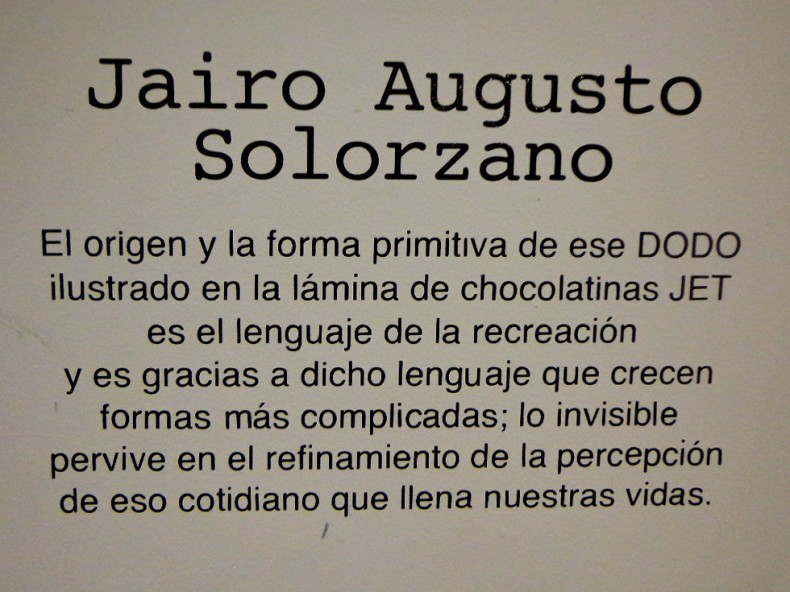 Jairo Augusto
Solorzano
El origen y la forma primitiva de ese DODO
ilustrado en la lámina de chocolatinas JET
es el lenguaje de la recreación
y es gracias a dicho lenguaje que crecen
formas más complicadas; lo invisible
pervive en el refinamiento de la percepción
de eso cotidiano que llena nuestras vidas.